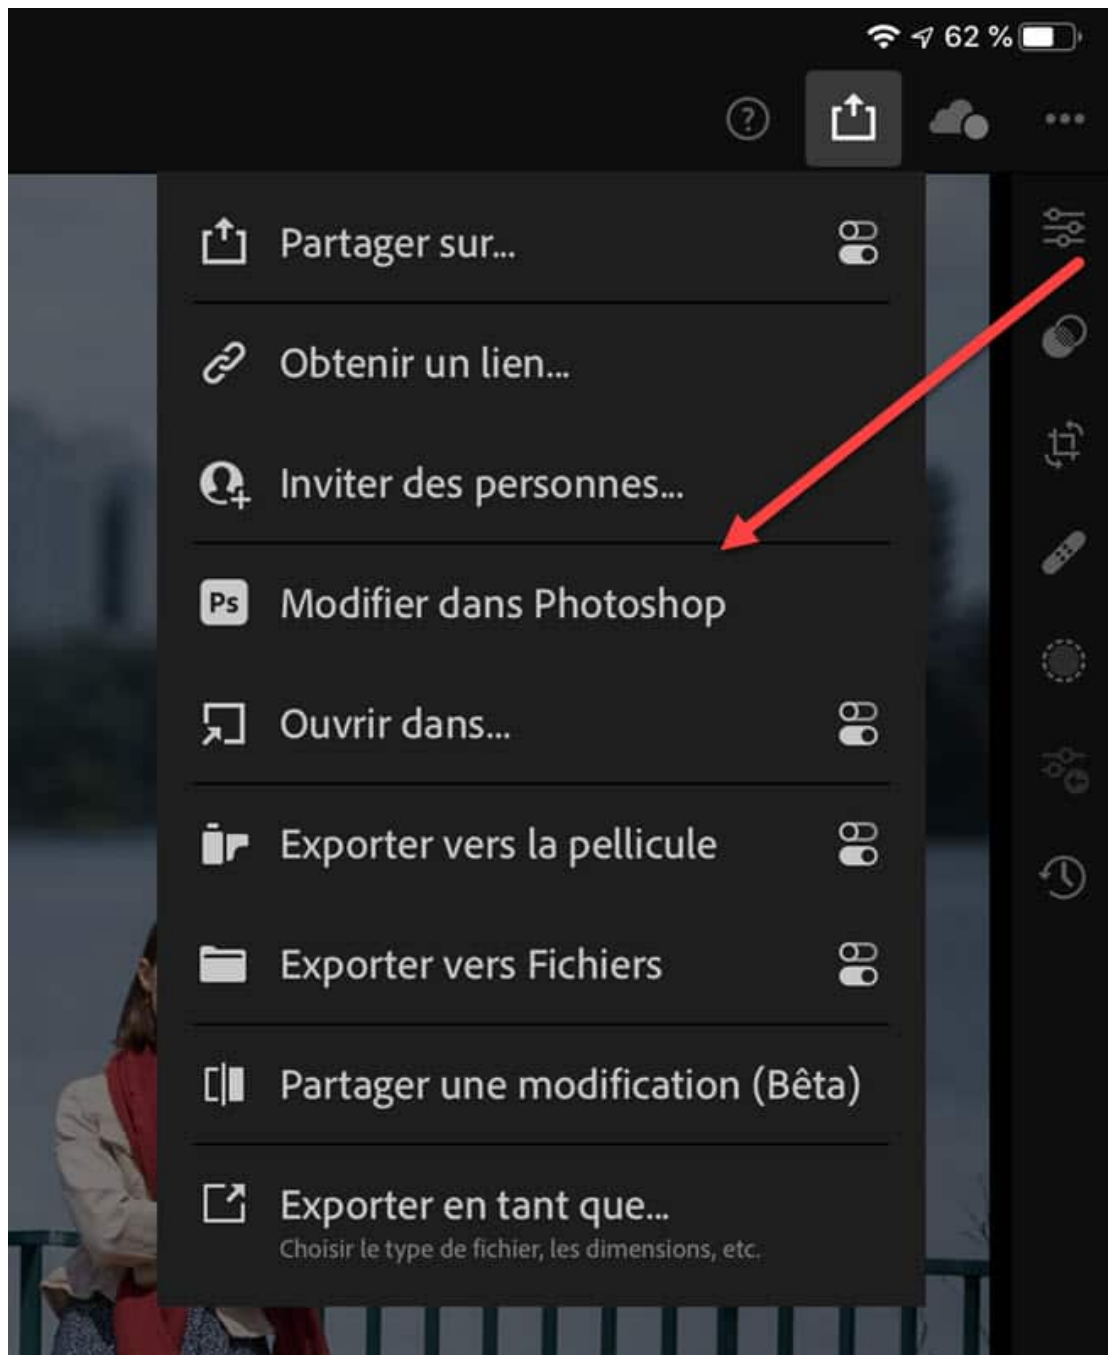 62 %
?
Partager sur...
Obtenir un lien...
Inviter des personnes...
Ps Modifier dans Photoshop
Ouvrir dans...
Exporter vers la pellicule
Exporter vers Fichiers
Partager une modification (Bêta)
Exporter en tant que...
Choisir le type de fichier, les dimensions, etc.